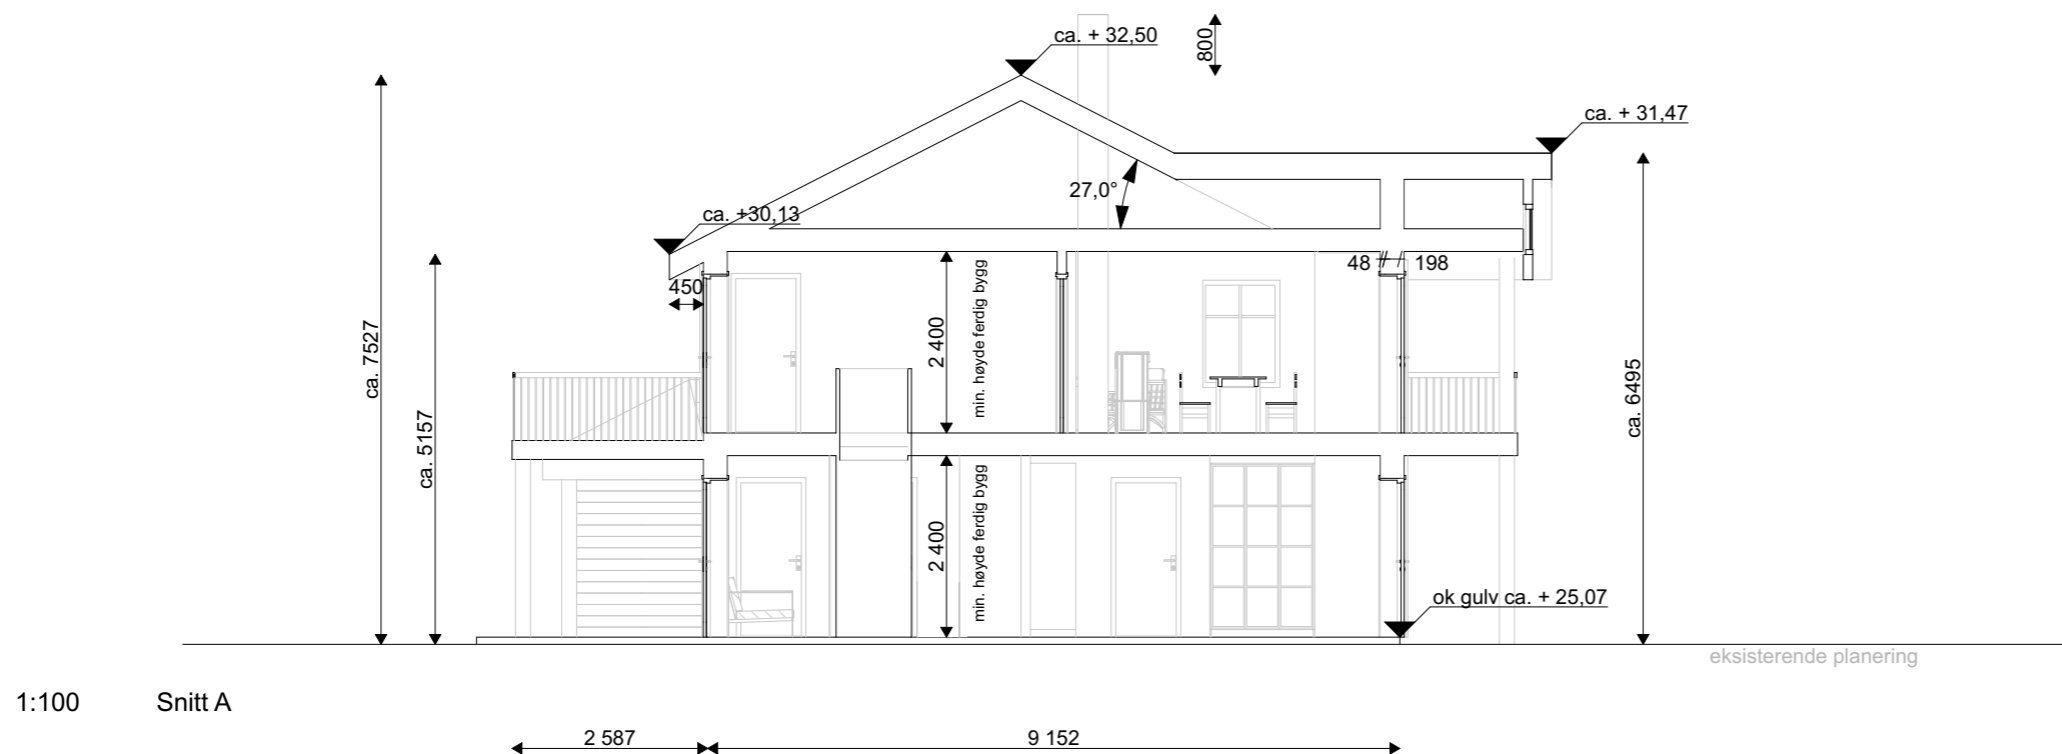 ca. + 32,50
800
ca. + 31,47
27,0°
ca. +30,13
48
198
450
2 400
min. høyde ferdig bygg
ca. 7527
ca. 5157
ca. 6495
2 400
min. høyde ferdig bygg
ok gulv ca. + 25,07
eksisterende planering
1:100 Snitt A
2 587
9 152